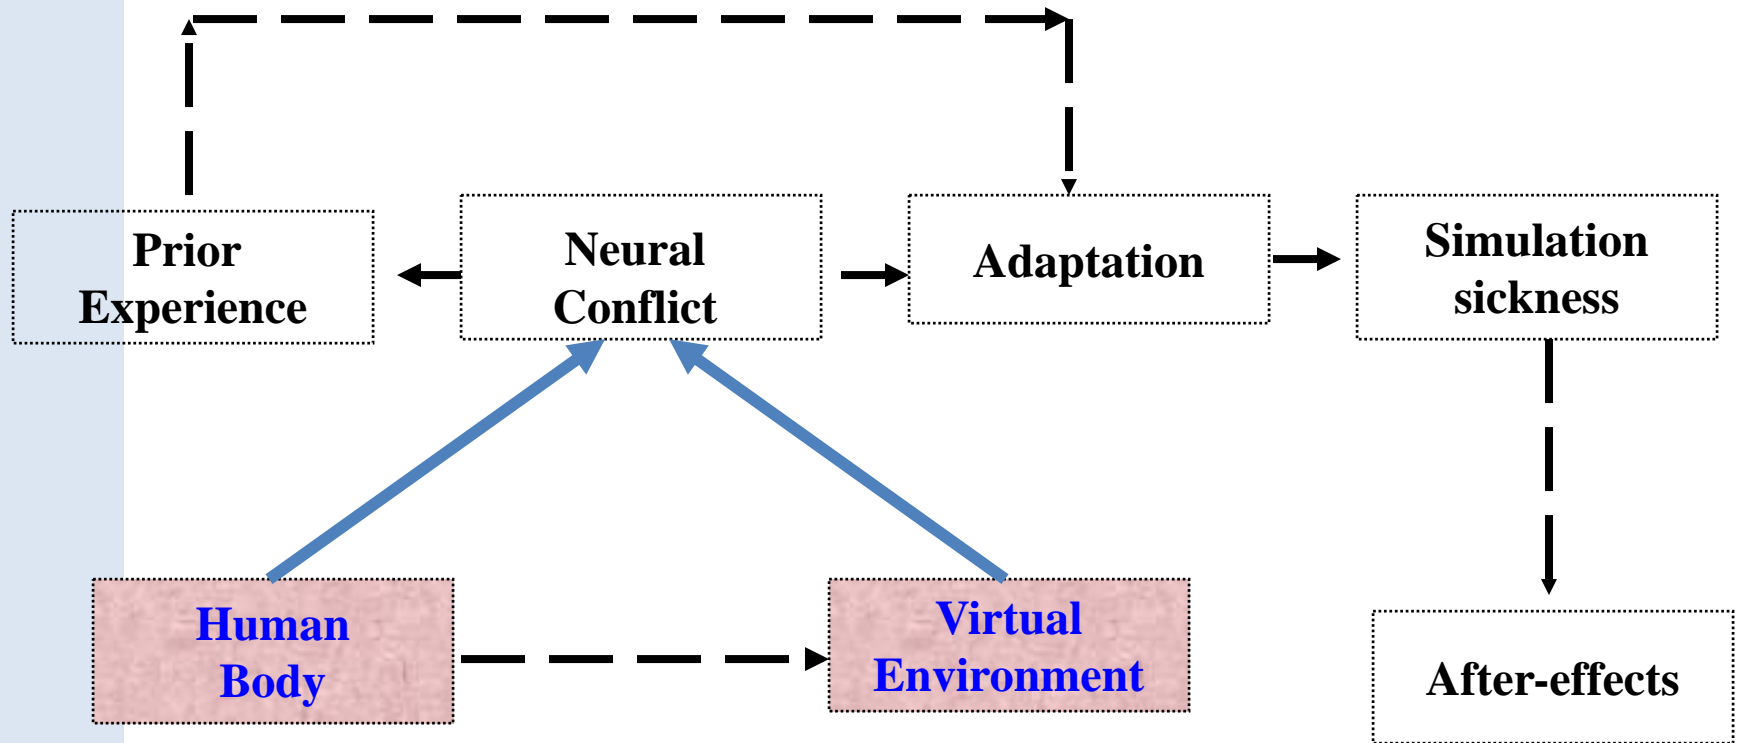 Prior
Experience
Neural
Conflict
Adaptation
Simulation
sickness
Human
Body
Virtual
Environment
After-effects